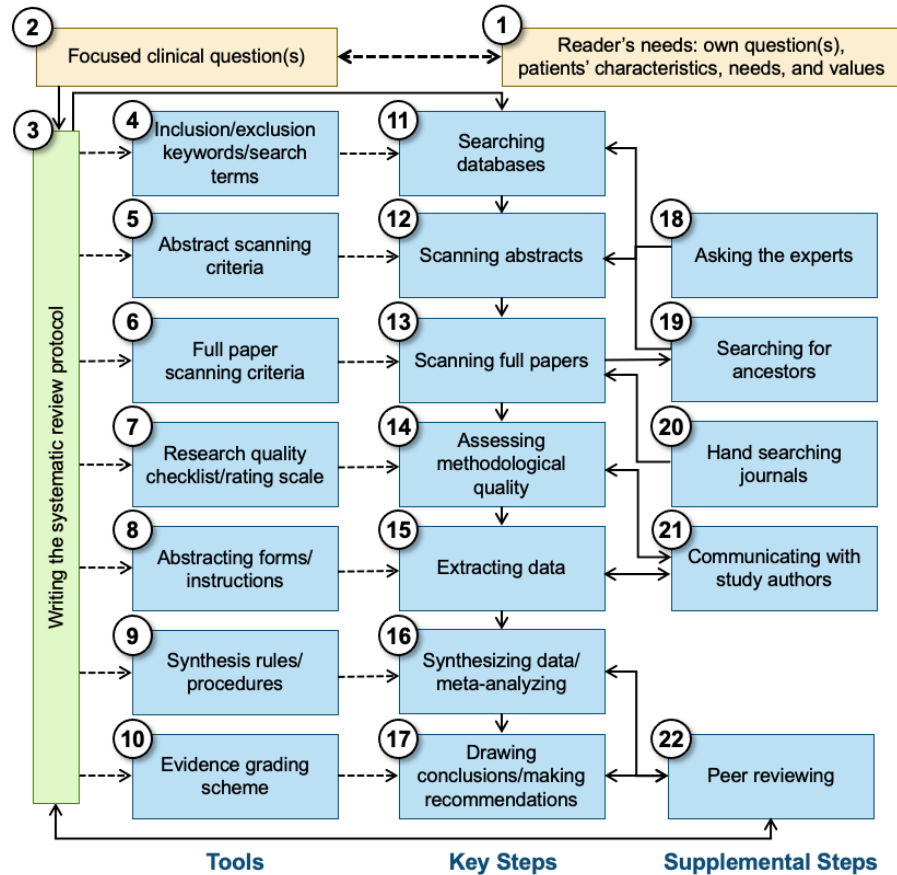 2
Focused clinical question(s)
1
Reader's needs: own question(s),
patients' characteristics, needs, and values
3
Writing the systematic review protocol
4
Inclusion/exclusion
keywords/search
terms
11
Searching
databases
5
Abstract scanning
criteria
12
Scanning abstracts
18
Asking the experts
6
Full paper
scanning criteria
13
Scanning full papers
19
Searching for
ancestors
7
Research quality
checklist/rating scale
14
Assessing
methodological
quality
20
Hand searching
journals
8
Abstracting forms/
instructions
15
Extracting data
21
Communicating with
study authors
9
Synthesis rules/
procedures
16
Synthesizing data/
meta-analyzing
10
Evidence grading
scheme
17
Drawing
conclusions/making
recommendations
22
Peer reviewing
Tools
Key Steps
Supplemental Steps